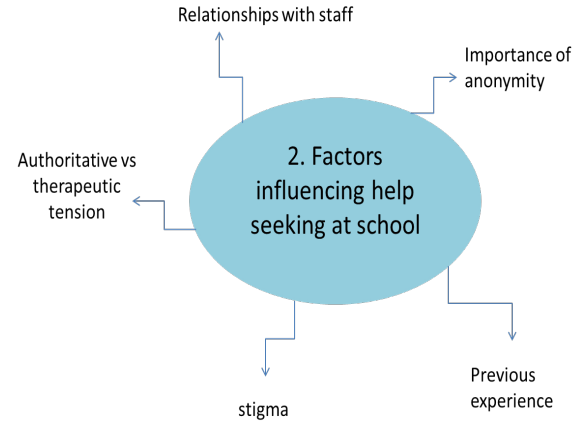 Relationships with staff
Importance of
anonymity
2. Factors
influencing help
seeking at school
Authoritative vs
therapeutic
tension
Previous
experience
stigma